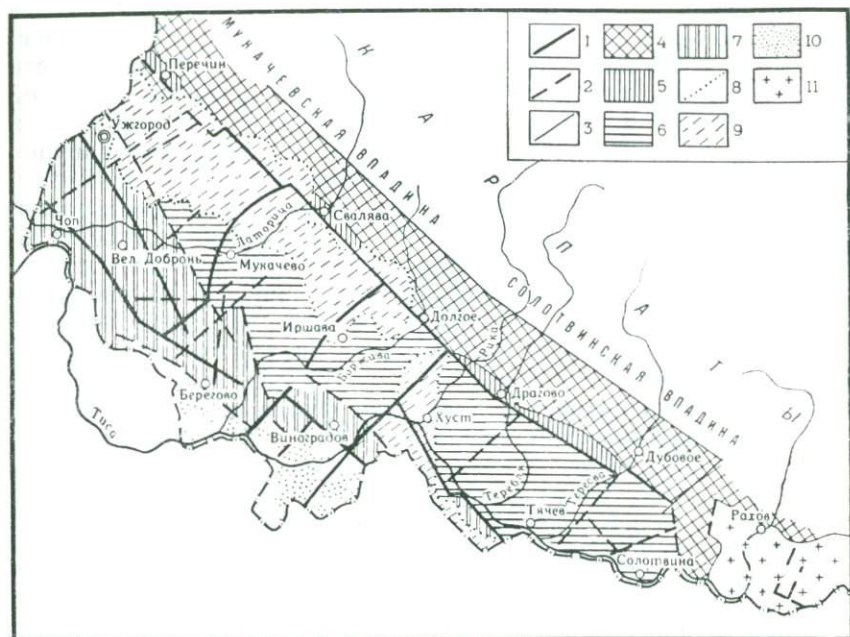 МУКАЧЕВСКАЯ ВПАДИНА
СОЛОТВИНСКАЯ ВПАДИНА
КАРПАТЫ
1 4 7 10
2 5 8 11
3 6 9
Перечин
Ужгород
Чоп
Вел. Добронь
Латорица
Свалява
Мукачево
Иршава
Боржава
Долгое
Рика
Берегово
Тиса
Виноградов
Хуст
Драгово
Теребля
Тересва
Дубовое
Тячев
Солотвина
Рахов